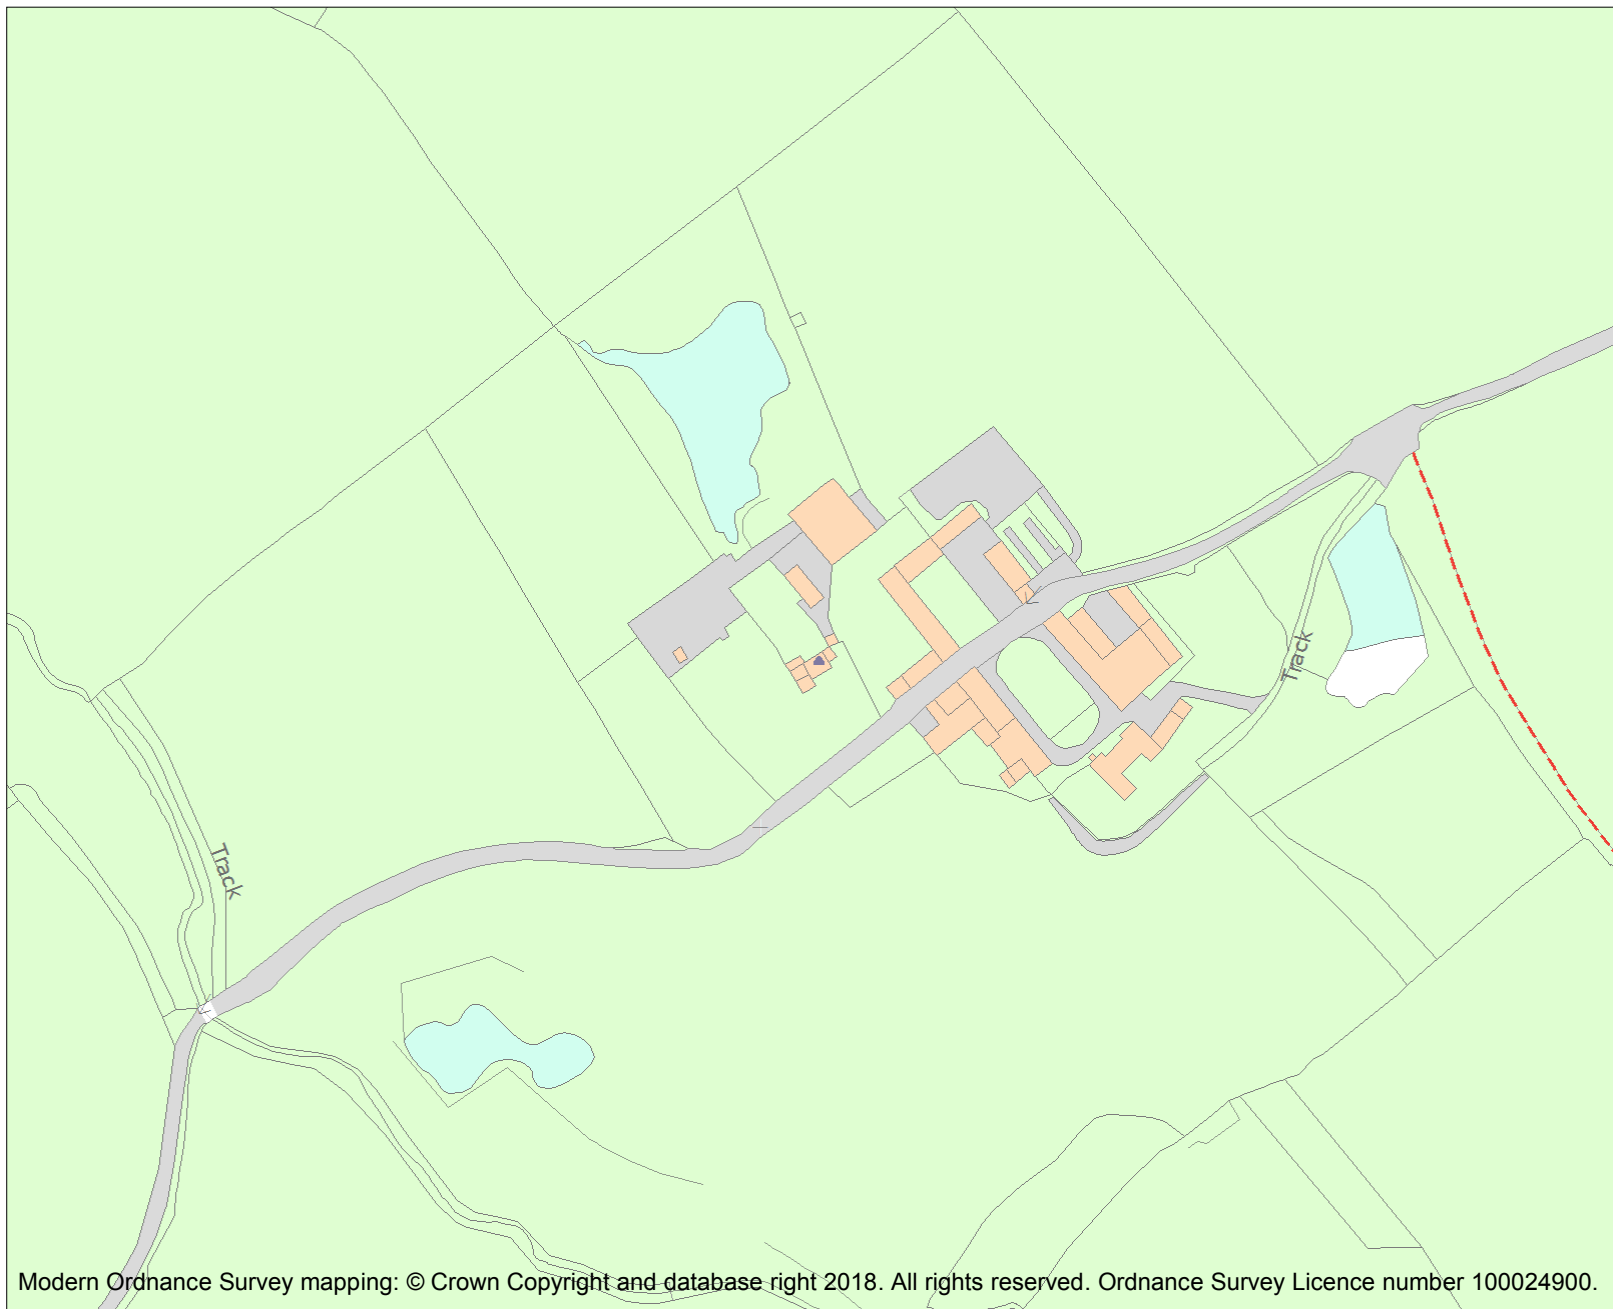 Track
Track
Modern Ordnance Survey mapping: © Crown Copyright and database right 2018. All rights reserved. Ordnance Survey Licence number 100024900.